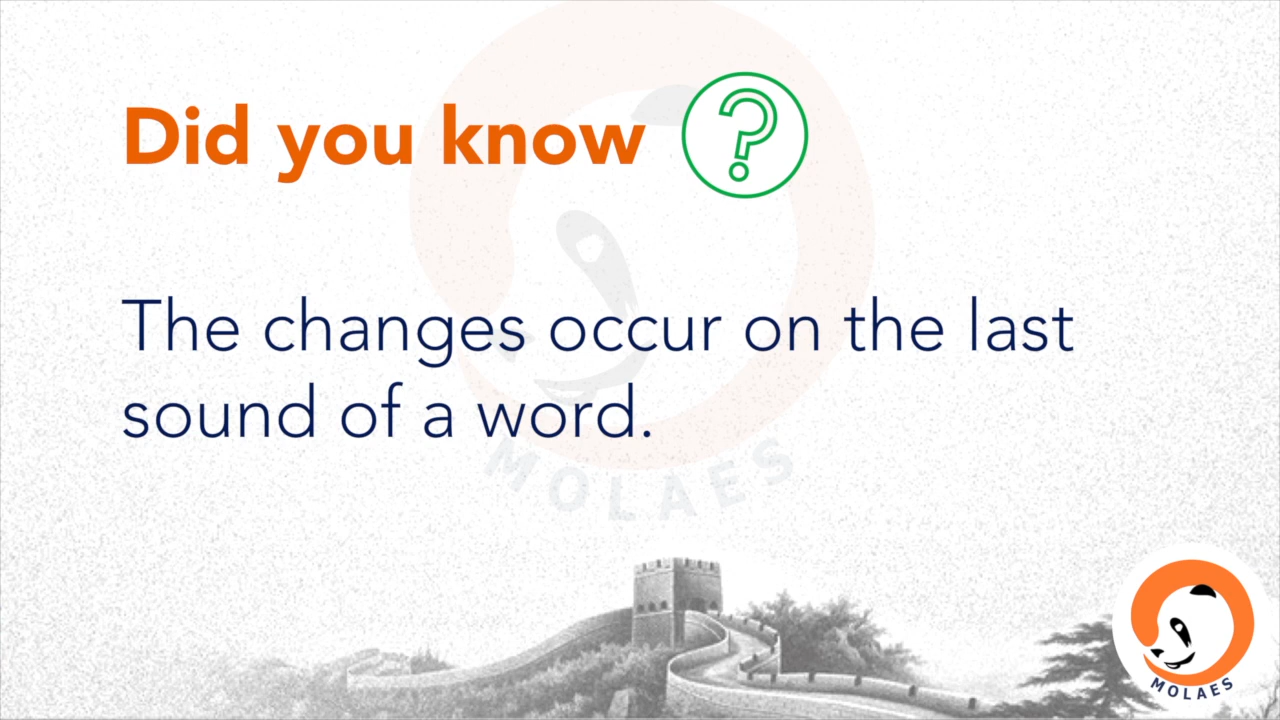 Did you know ?
The changes occur on the last
sound of a word.
MOLAES
MOLAES